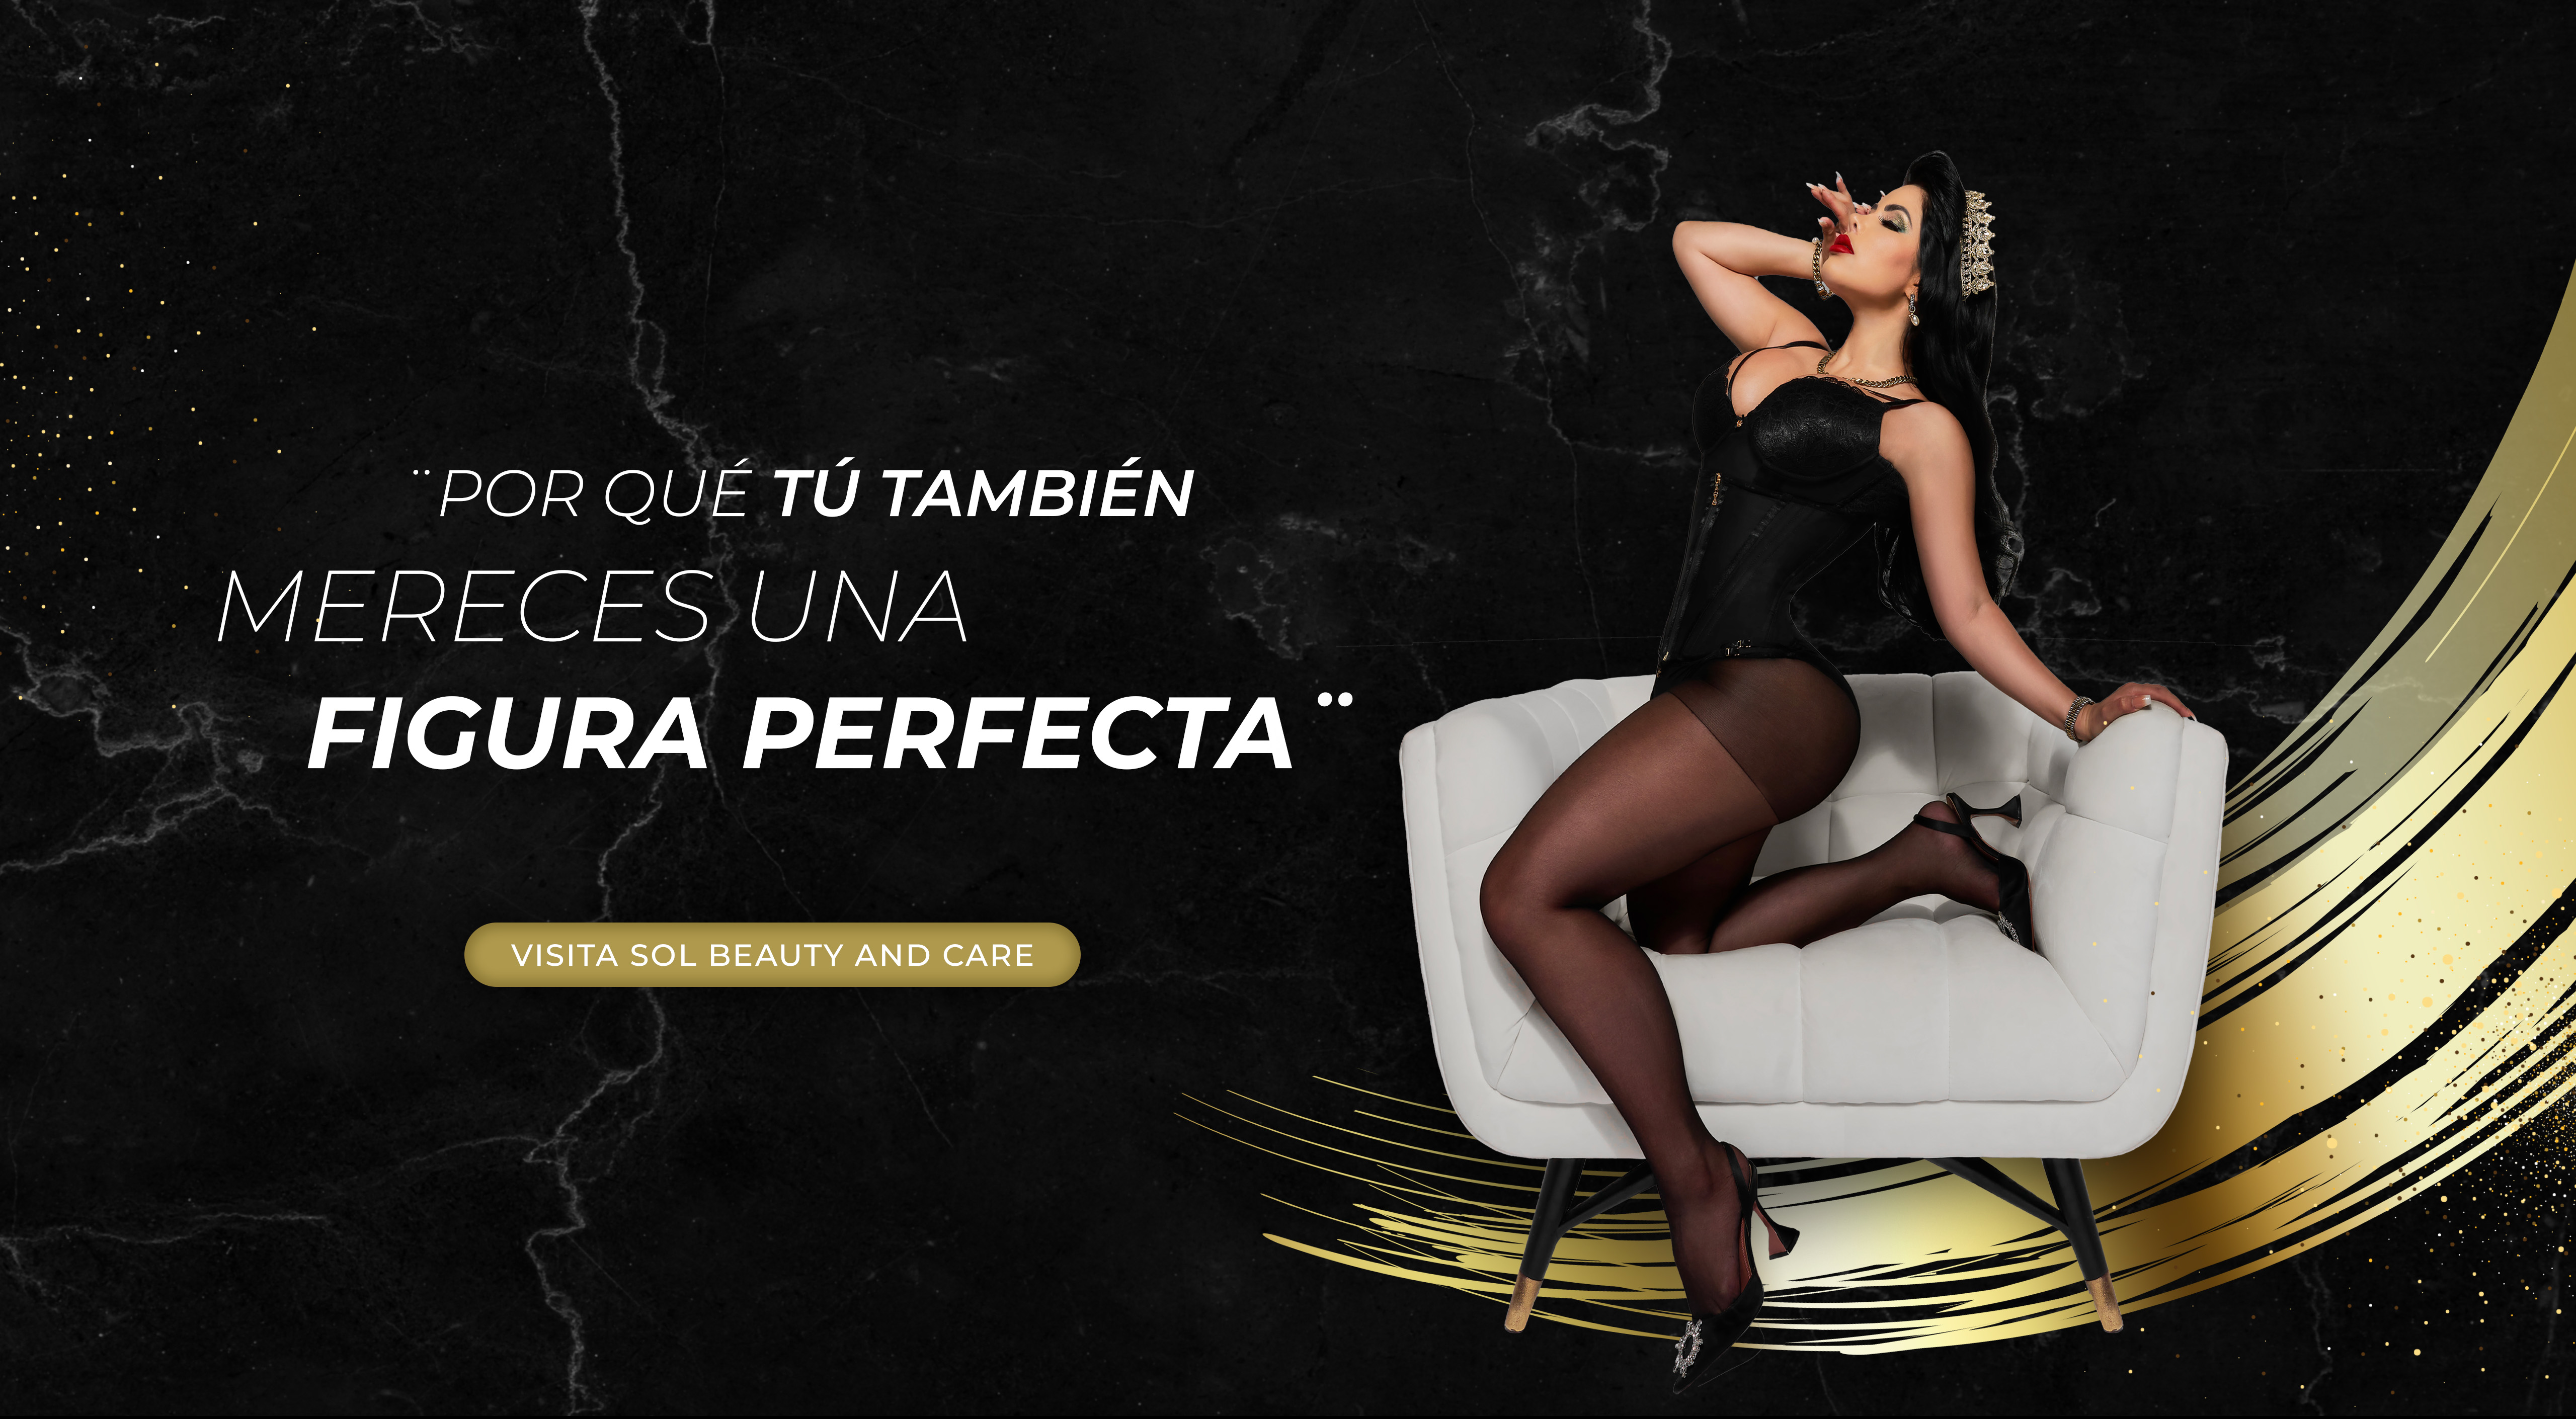 ¨POR QUÉ TÚ TAMBIÉN
MERECES UNA
FIGURA PERFECTA¨
VISITA SOL BEAUTY AND CARE